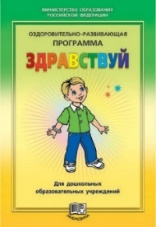 МИНИСТЕРСТВО ОБРАЗОВАНИЯ
РОССИЙСКОЙ ФЕДЕРАЦИИ
ОЗДОРОВИТЕЛЬНО-РАЗВИВАЮЩАЯ
ПРОГРАММА
ЗДРАВСТВУЙ
Для дошкольных
образовательных учреждений